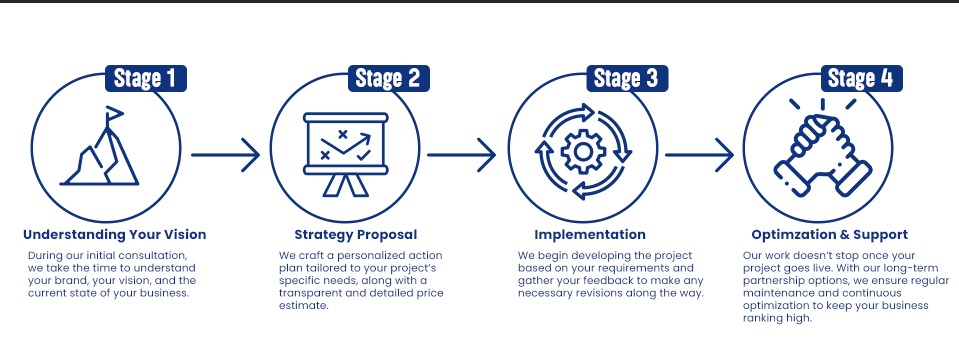 Stage 1
Understanding Your Vision
During our initial consultation,
we take the time to understand
your brand, your vision, and the
current state of your business.
Stage 2
Strategy Proposal
We craft a personalized action
plan tailored to your project's
specific needs, along with a
transparent and detailed price
estimate.
Stage 3
Implementation
We begin developing the project
based on your requirements and
gather your feedback to make any
necessary revisions along the way.
Stage 4
Optimzation & Support
Our work doesn't stop once your
project goes live. With our long-term
partnership options, we ensure regular
maintenance and continuous
optimization to keep your business
ranking high.